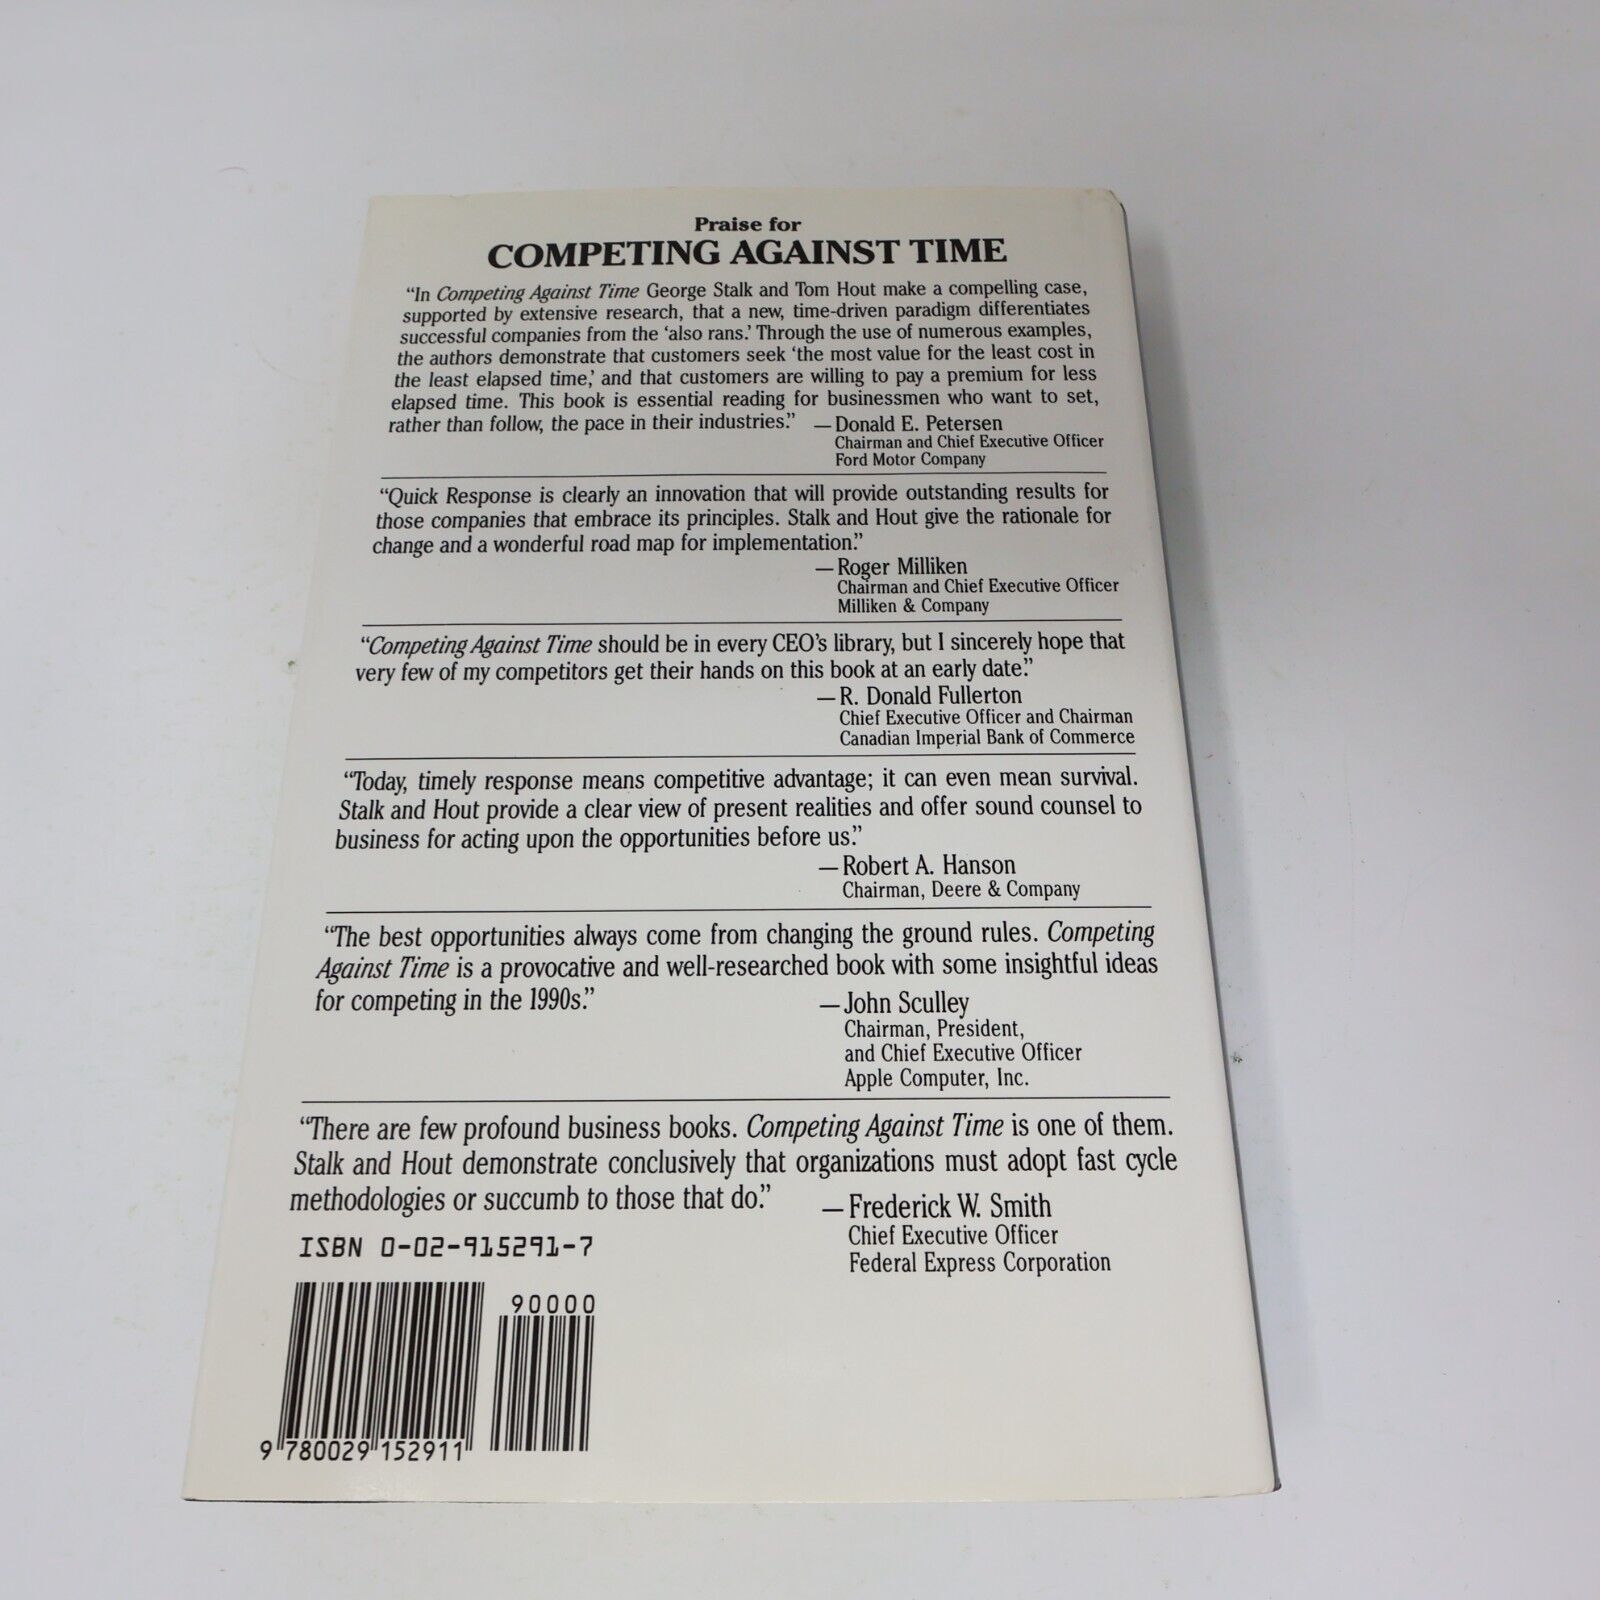 Praise for
COMPETING AGAINST TIME
“In Competing Against Time George Stalk and Tom Hout make a compelling case,
supported by extensive research, that a new, time-driven paradigm differentiates
successful companies from the ‘also rans.’ Through the use of numerous examples,
the authors demonstrate that customers seek ‘the most value for the least cost in
the least elapsed time,’ and that customers are willing to pay a premium for less
elapsed time. This book is essential reading for businessmen who want to set,
rather than follow, the pace in their industries.”
—Donald E. Petersen
Chairman and Chief Executive Officer
Ford Motor Company
“Quick Response is clearly an innovation that will provide outstanding results for
those companies that embrace its principles. Stalk and Hout give the rationale for
change and a wonderful road map for implementation.”
—Roger Milliken
Chairman and Chief Executive Officer
Milliken & Company
“Competing Against Time should be in every CEO’s library, but I sincerely hope that
very few of my competitors get their hands on this book at an early date.”
—R. Donald Fullerton
Chief Executive Officer and Chairman
Canadian Imperial Bank of Commerce
“Today, timely response means competitive advantage; it can even mean survival.
Stalk and Hout provide a clear view of present realities and offer sound counsel to
business for acting upon the opportunities before us.”
—Robert A. Hanson
Chairman, Deere & Company
“The best opportunities always come from changing the ground rules. Competing
Against Time is a provocative and well-researched book with some insightful ideas
for competing in the 1990s.”
—John Sculley
Chairman, President,
and Chief Executive Officer
Apple Computer, Inc.
“There are few profound business books. Competing Against Time is one of them.
Stalk and Hout demonstrate conclusively that organizations must adopt fast cycle
methodologies or succumb to those that do.”
—Frederick W. Smith
Chief Executive Officer
Federal Express Corporation
ISBN 0-02-915291-7
90000
9 780029 152911